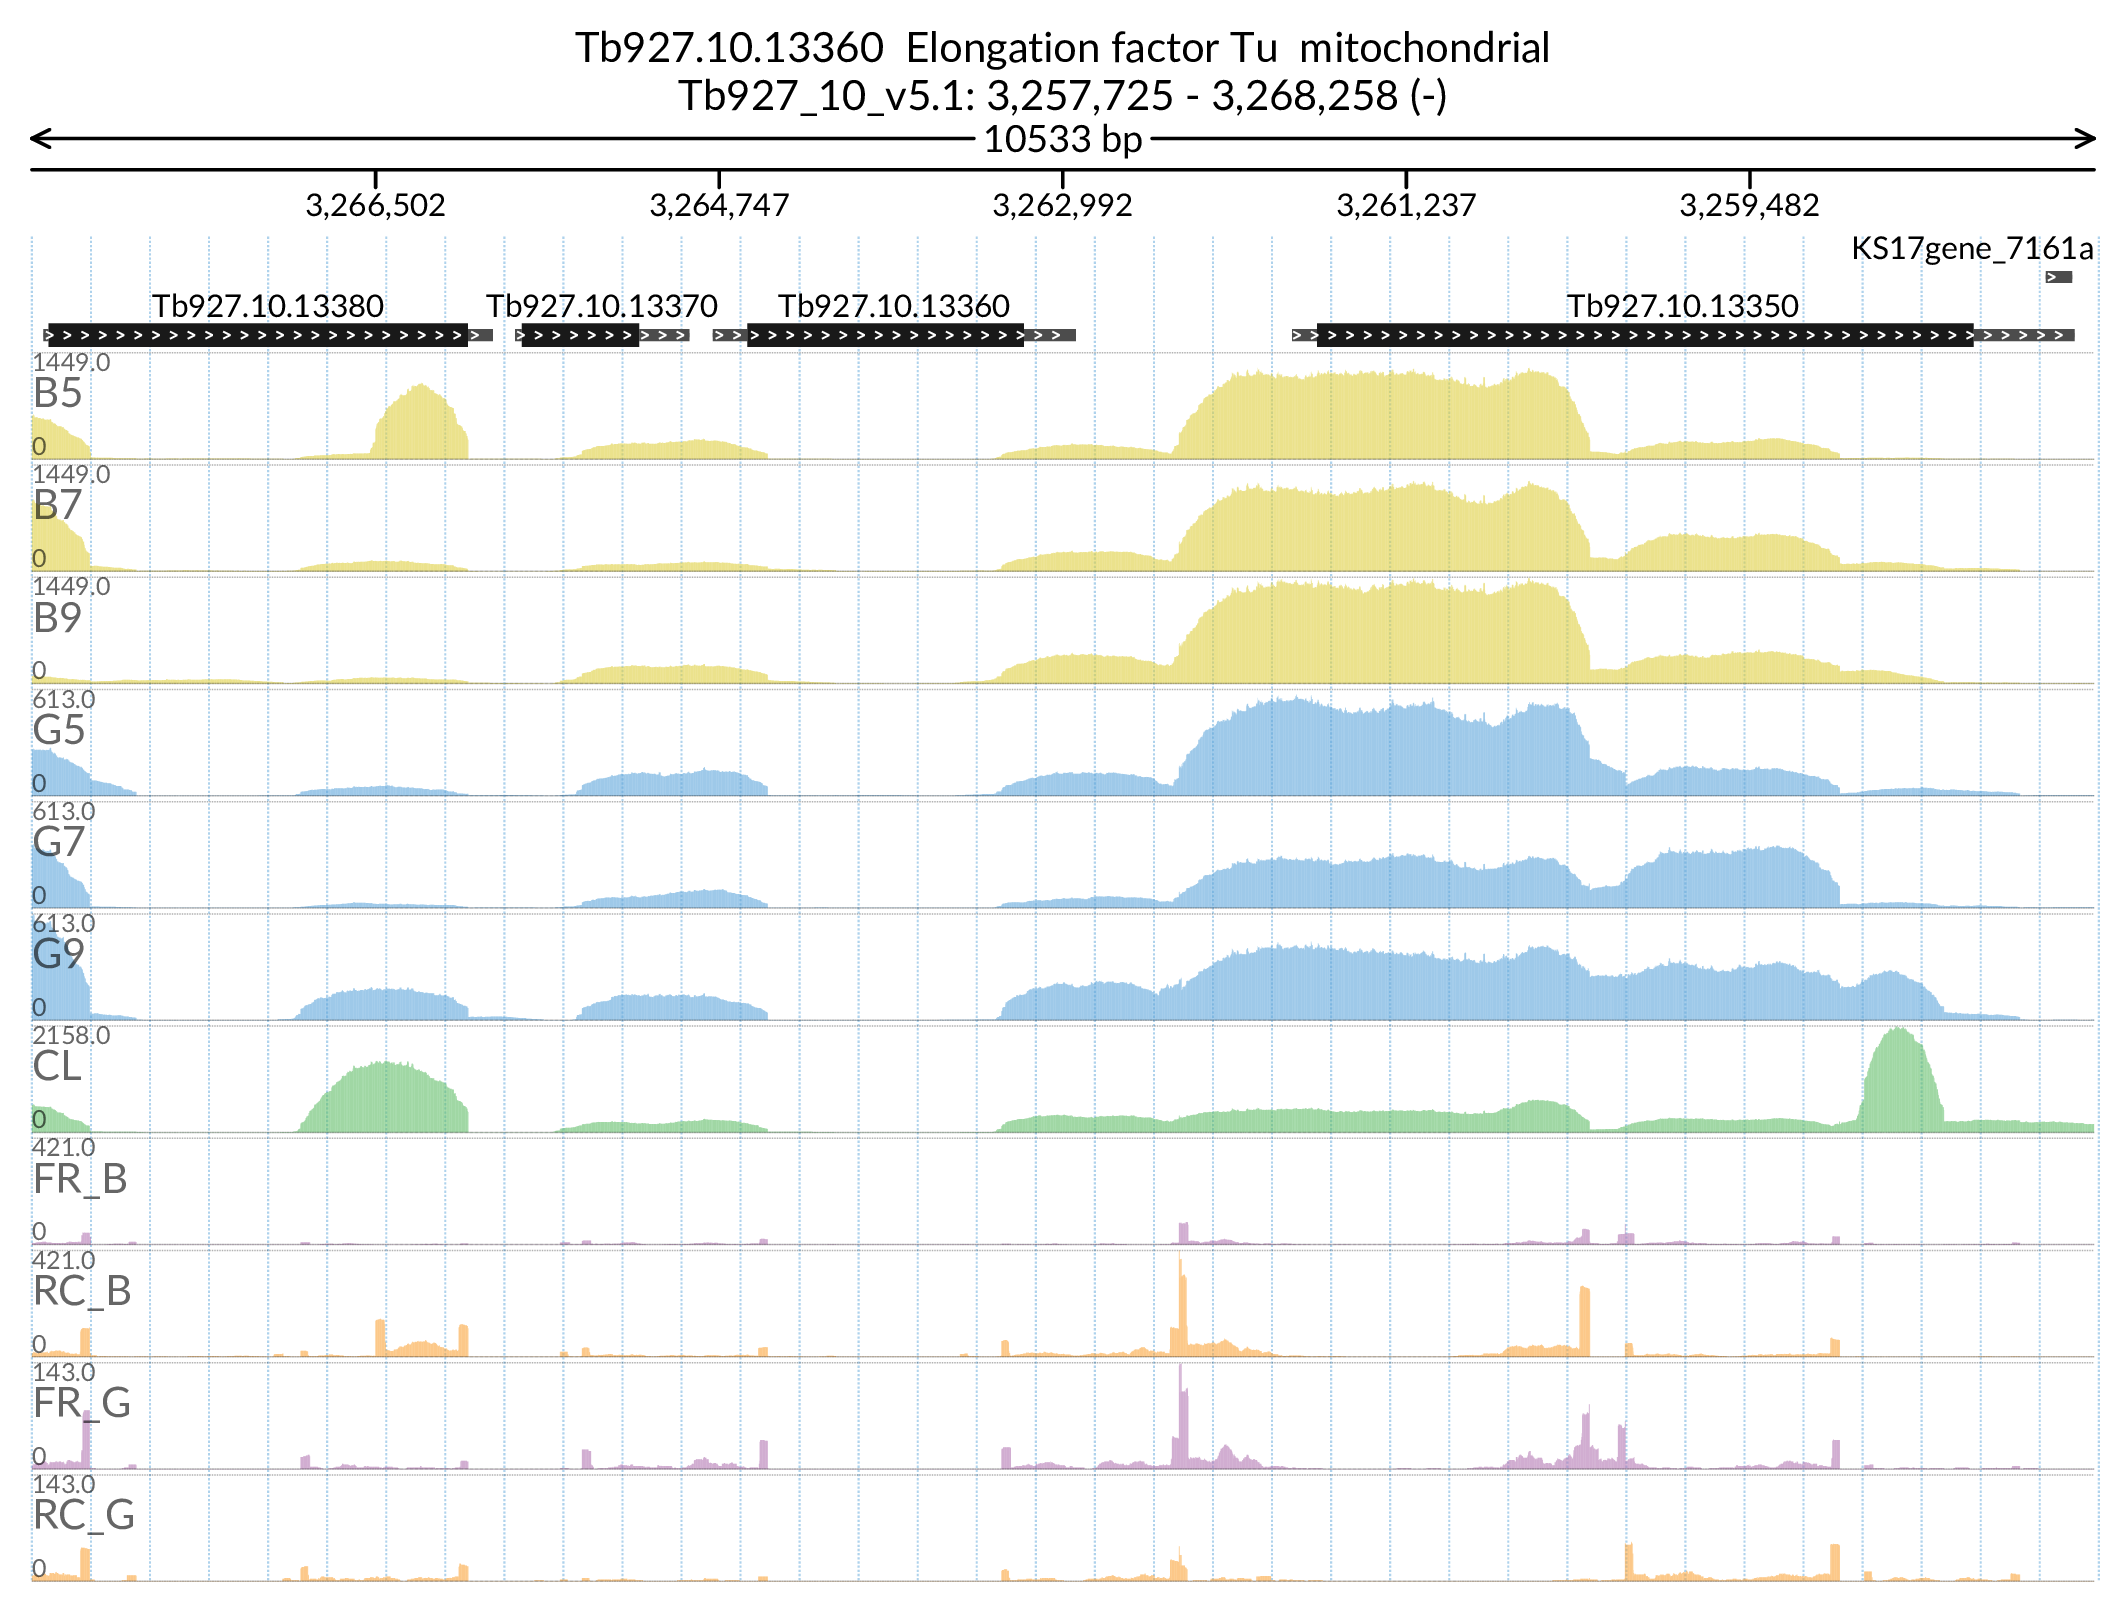 Tb927.10.13360 Elongation factor Tu mitochondrial
Tb927_10_v5.1: 3,257,725 - 3,268,258 (-)
10533 bp
3,266,502 3,264,747 3,262,992 3,261,237 3,259,482
KS17gene_7161a
Tb927.10.13380 Tb927.10.13370 Tb927.10.13360 Tb927.10.13350
1449.0
B5
0
1449.0
B7
0
1449.0
B9
0
613.0
G5
0
613.0
G7
0
613.0
G9
0
2158.0
CL
0
421.0
FR_B
0
421.0
RC_B
0
143.0
FR_G
0
143.0
RC_G
0